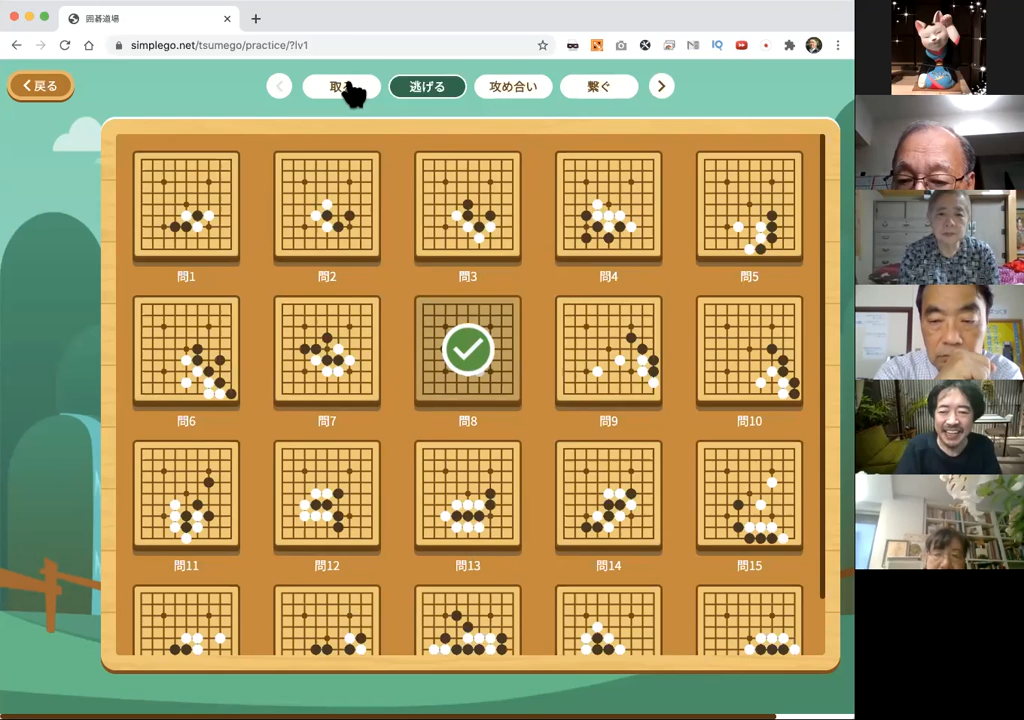 囲碁道場
simplego.net/tsumego/practice/?lv1
IQ
戻る
取る
逃げる
攻め合い
繋ぐ
問1
問2
問3
問4
問5
問6
問7
問8
問9
問10
問11
問12
問13
問14
問15